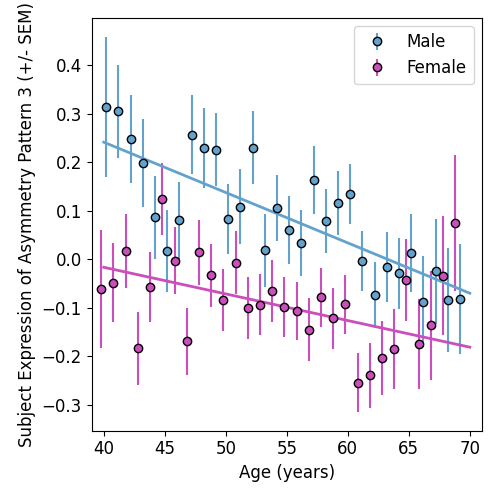 Subject Expression of Asymmetry Pattern 3 (+/- SEM)
Male
Female
0.4
0.3
0.2
0.1
0.0
−0.1
−0.2
−0.3
40 45 50 55 60 65 70
Age (years)